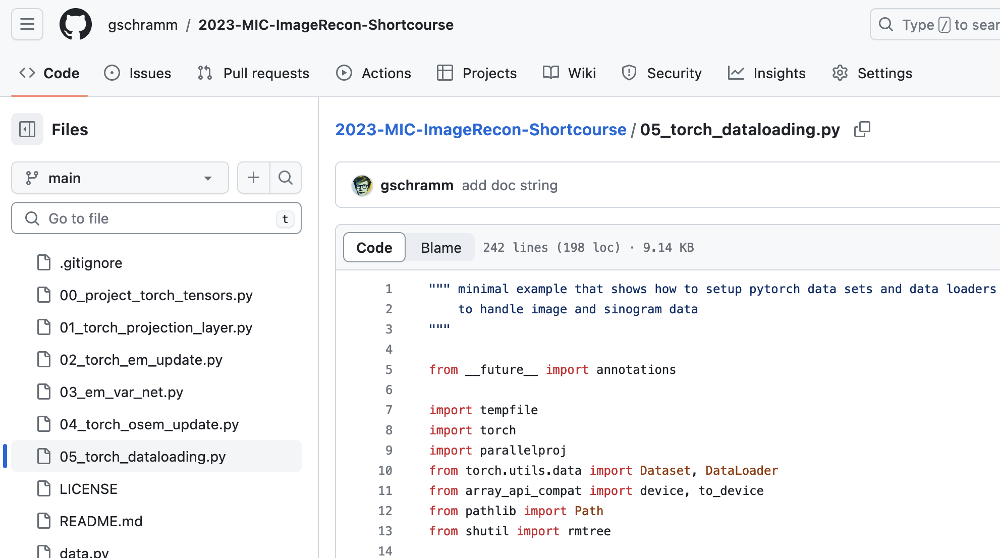 gschramm / 2023-MIC-ImageRecon-Shortcourse
Type / to sear
Code Issues Pull requests Actions Projects Wiki Security Insights Settings
Files
main
Go to file t
.gitignore
00_project_torch_tensors.py
01_torch_projection_layer.py
02_torch_em_update.py
03_em_var_net.py
04_torch_osem_update.py
05_torch_dataloading.py
LICENSE
README.md
data.py
2023-MIC-ImageRecon-Shortcourse / 05_torch_dataloading.py
gschramm add doc string
Code Blame 242 lines (198 loc) · 9.14 KB
1 """ minimal example that shows how to setup pytorch data sets and data loaders
2 to handle image and sinogram data
3 """
4
5 from __future__ import annotations
6
7 import tempfile
8 import torch
9 import parallelproj
10 from torch.utils.data import Dataset, DataLoader
11 from array_api_compat import device, to_device
12 from pathlib import Path
13 from shutil import rmtree
14